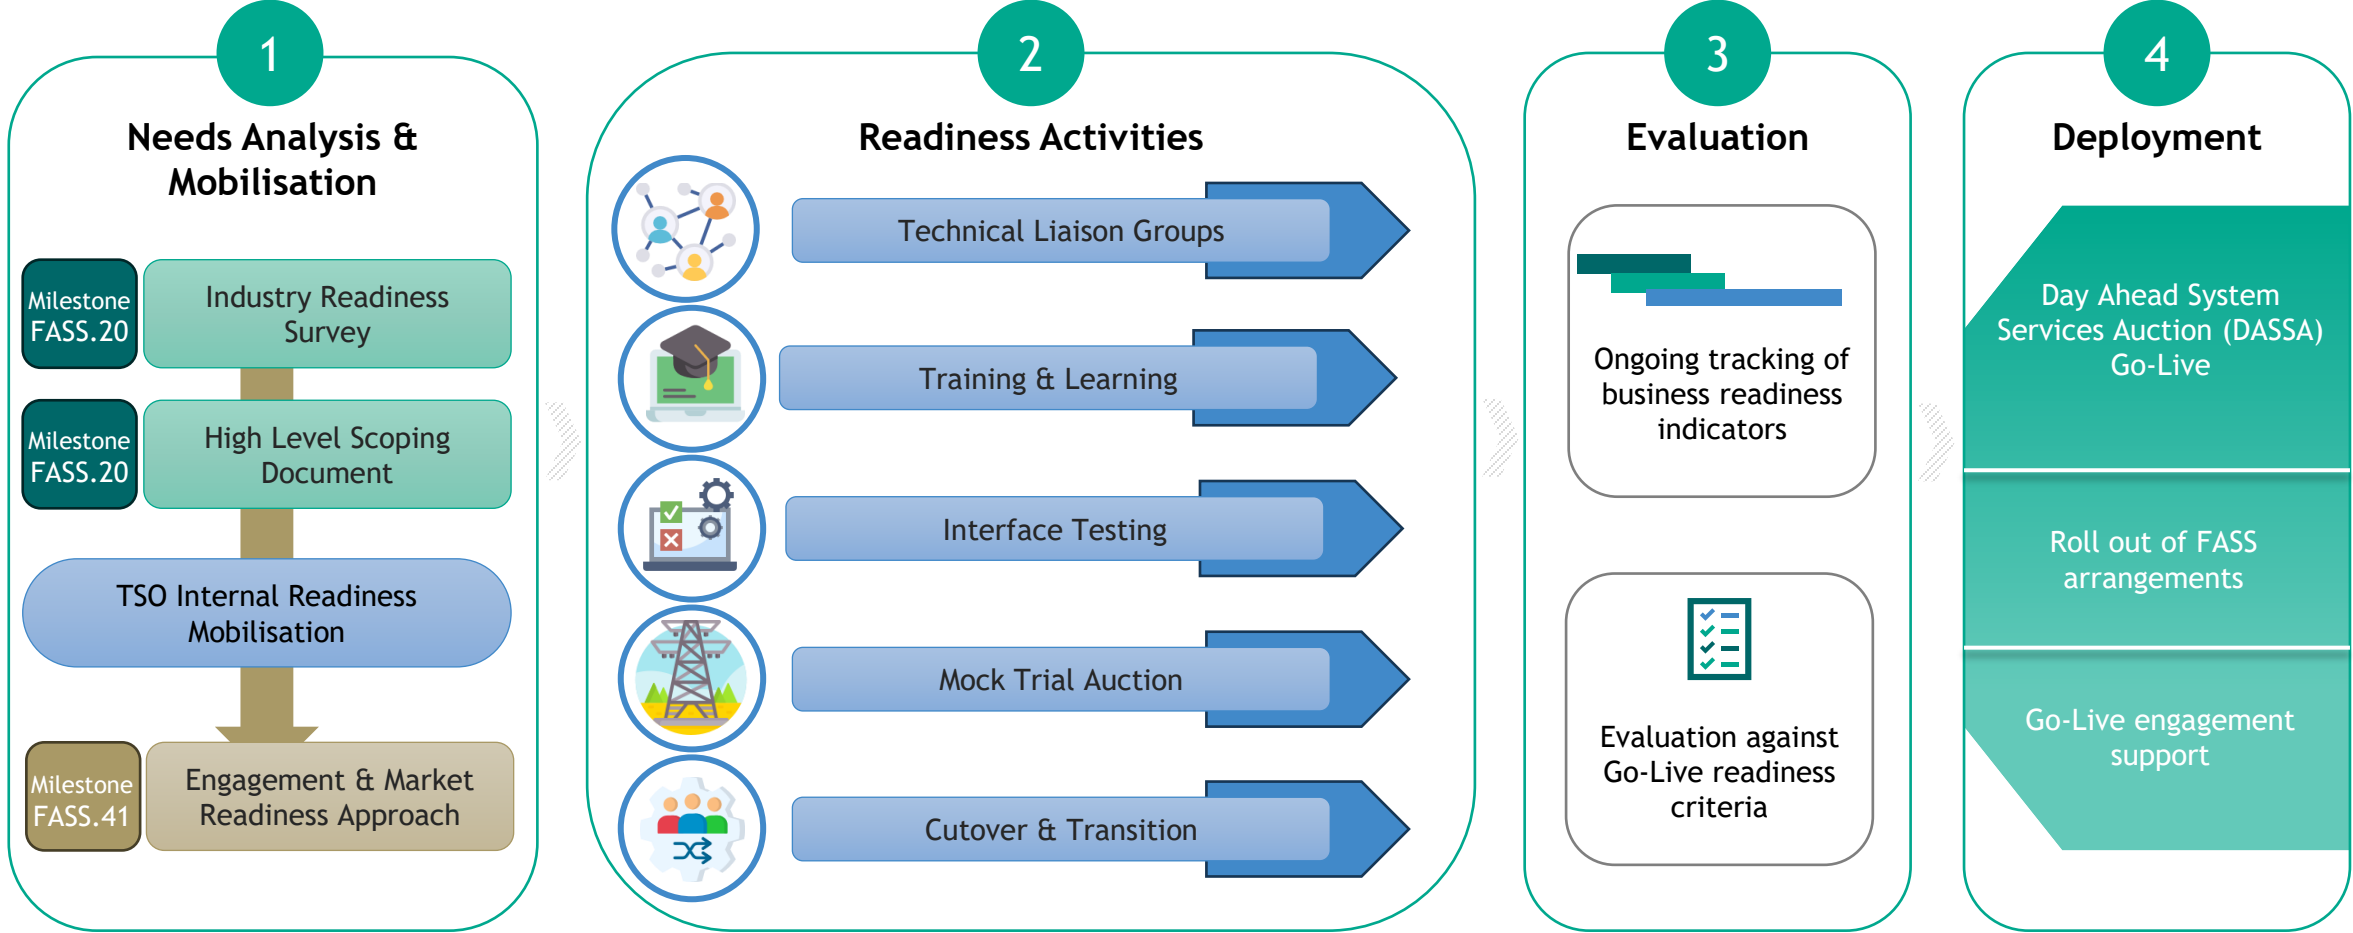 1
Needs Analysis &
Mobilisation
Milestone
FASS.20
Industry Readiness
Survey
Milestone
FASS.20
High Level Scoping
Document
TSO Internal Readiness
Mobilisation
Milestone
FASS.41
Engagement & Market
Readiness Approach
2
Readiness Activities
Technical Liaison Groups
Training & Learning
Interface Testing
Mock Trial Auction
Cutover & Transition
3
Evaluation
Ongoing tracking of
business readiness
indicators
Evaluation against
Go-Live readiness
criteria
4
Deployment
Day Ahead System
Services Auction (DASSA)
Go-Live
Roll out of FASS
arrangements
Go-Live engagement
support